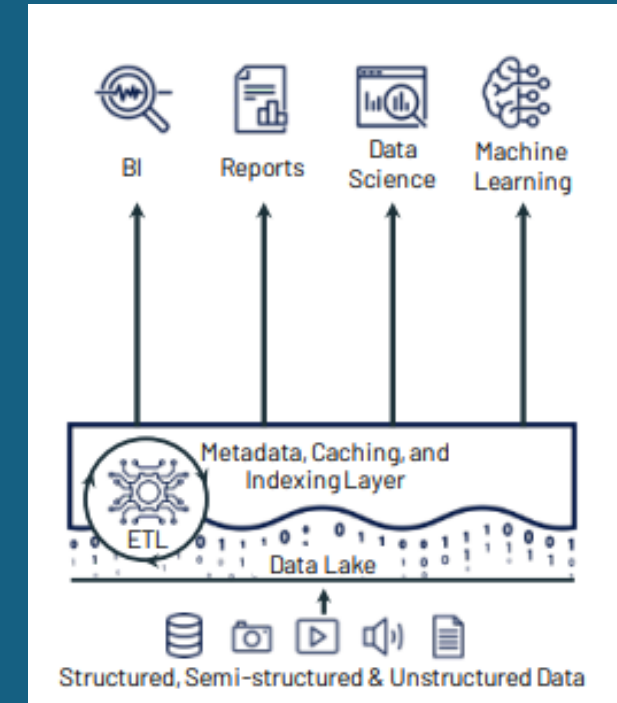 BI
Reports
Data
Science
Machine
Learning
Metadata, Caching, and
Indexing Layer
ETL
Data Lake
Structured, Semi-structured & Unstructured Data